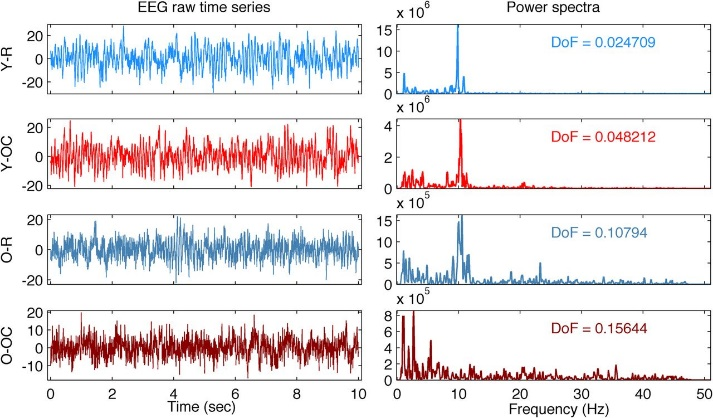 EEG raw time series
Power spectra
x 10^6
Y-R
20
0
-20
15
10
5
0
DoF = 0.024709
x 10^6
Y-OC
20
0
-20
4
2
0
DoF = 0.048212
x 10^5
O-R
20
0
-20
15
10
5
0
DoF = 0.10794
x 10^5
O-OC
20
10
0
-10
8
6
4
2
0
DoF = 0.15644
0 2 4 6 8 10
Time (sec)
0 10 20 30 40 50
Frequency (Hz)